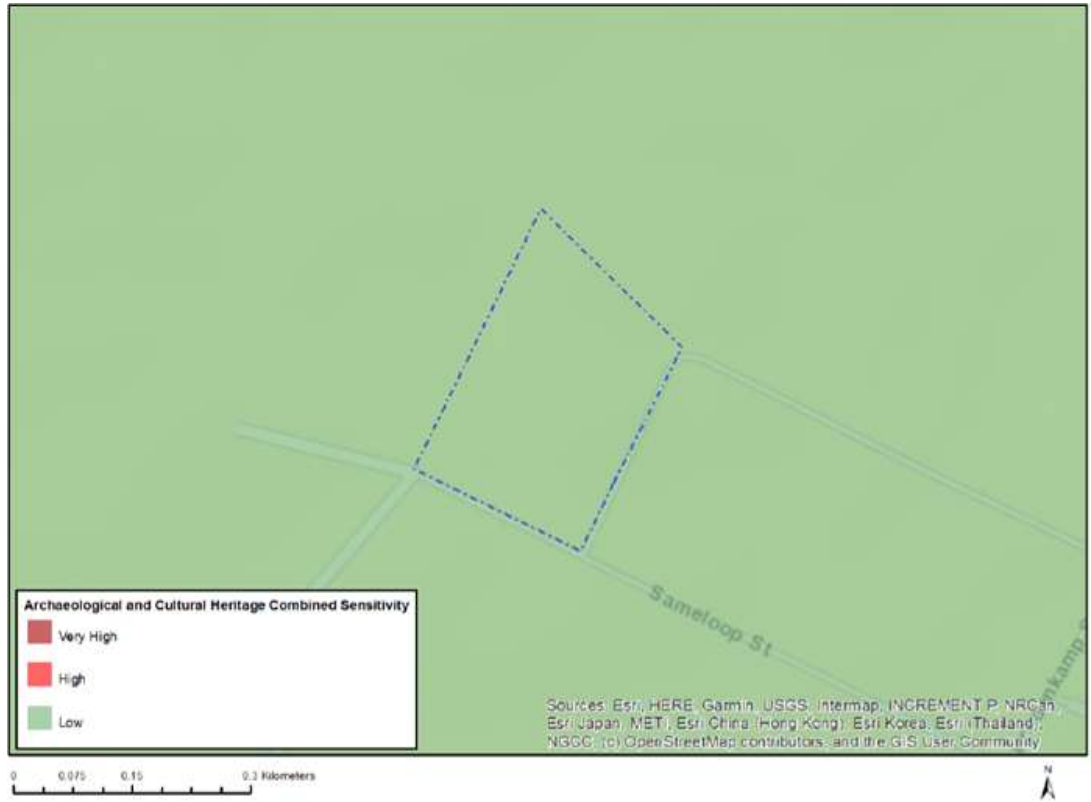 Sameloop St
Archaeological and Cultural Heritage Combined Sensitivity
Very High
High
Low
Sources: Esri, HERE, Garmin, USGS, Intermap, INCREMENT P, NRCan,
Esri Japan, METI, Esri China (Hong Kong), Esri Korea, Esri (Thailand),
NGCC, (c) OpenStreetMap contributors, and the GIS User Community
0 0.075 0.15 0.3 Kilometers
N